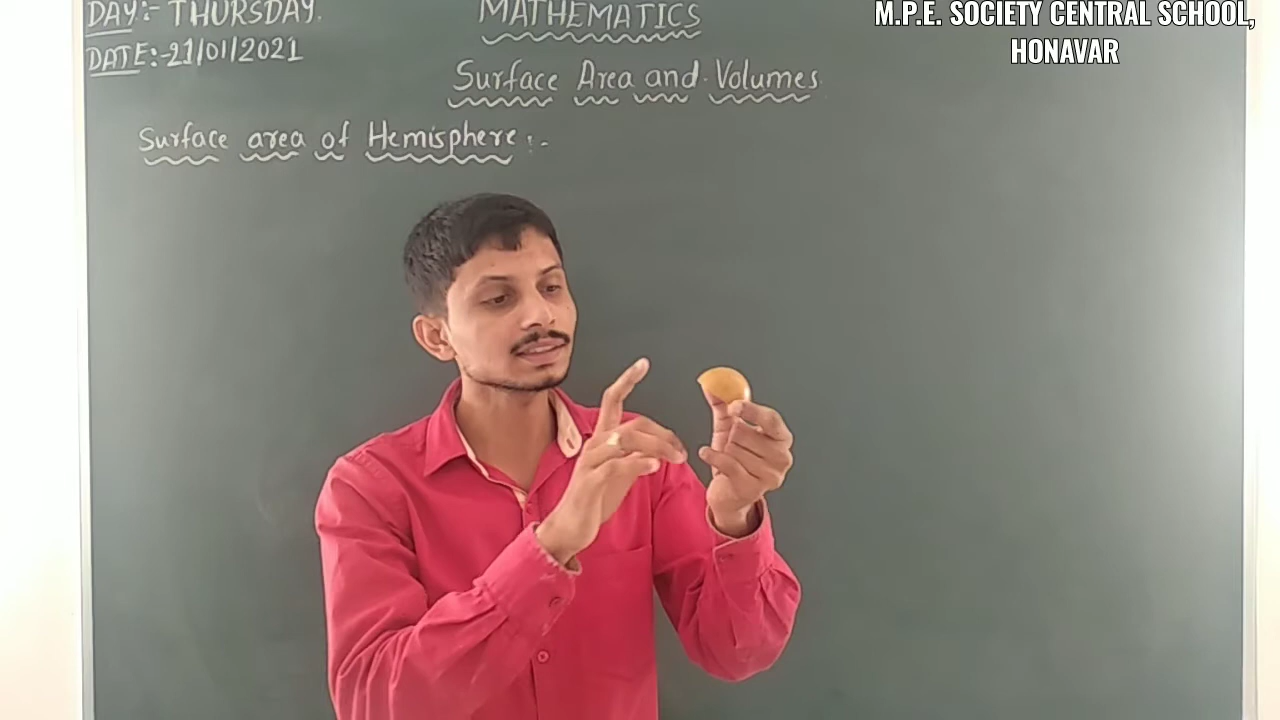 DAY:- THURSDAY.
DATE:-21/01/2021
MATHEMATICS
Surface Area and Volumes
Surface area of Hemisphere:-
M.P.E. SOCIETY CENTRAL SCHOOL,
HONAVAR